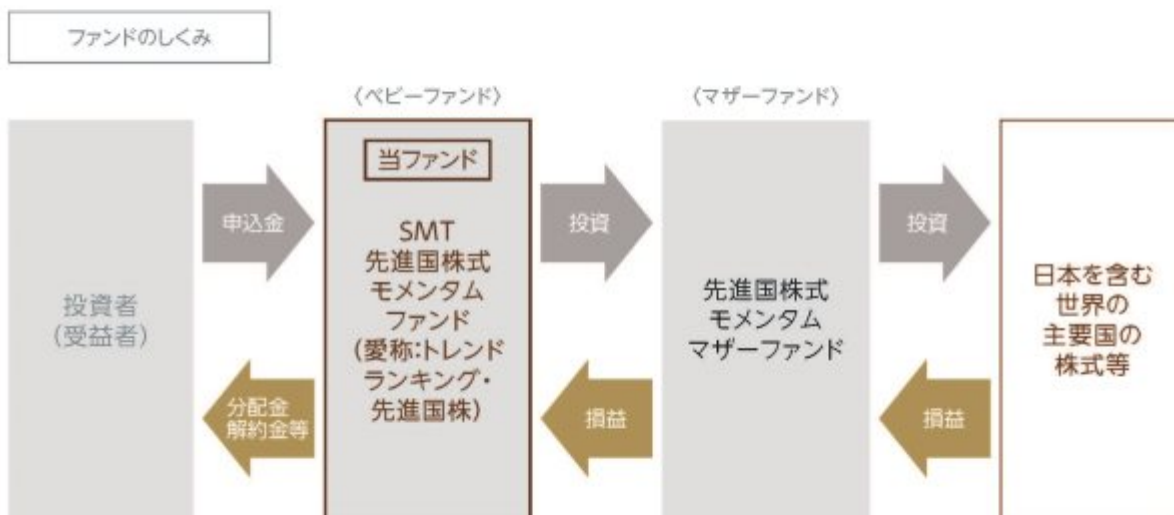 ファンドのしくみ
〈ベビーファンド〉
〈マザーファンド〉
投資者
(受益者)
申込金
分配金
解約金等
当ファンド
SMT
先進国株式
モメンタム
ファンド
(愛称:トレンド
ランキング・
先進国株)
投資
損益
先進国株式
モメンタム
マザーファンド
投資
損益
日本を含む
世界の
主要国の
株式等